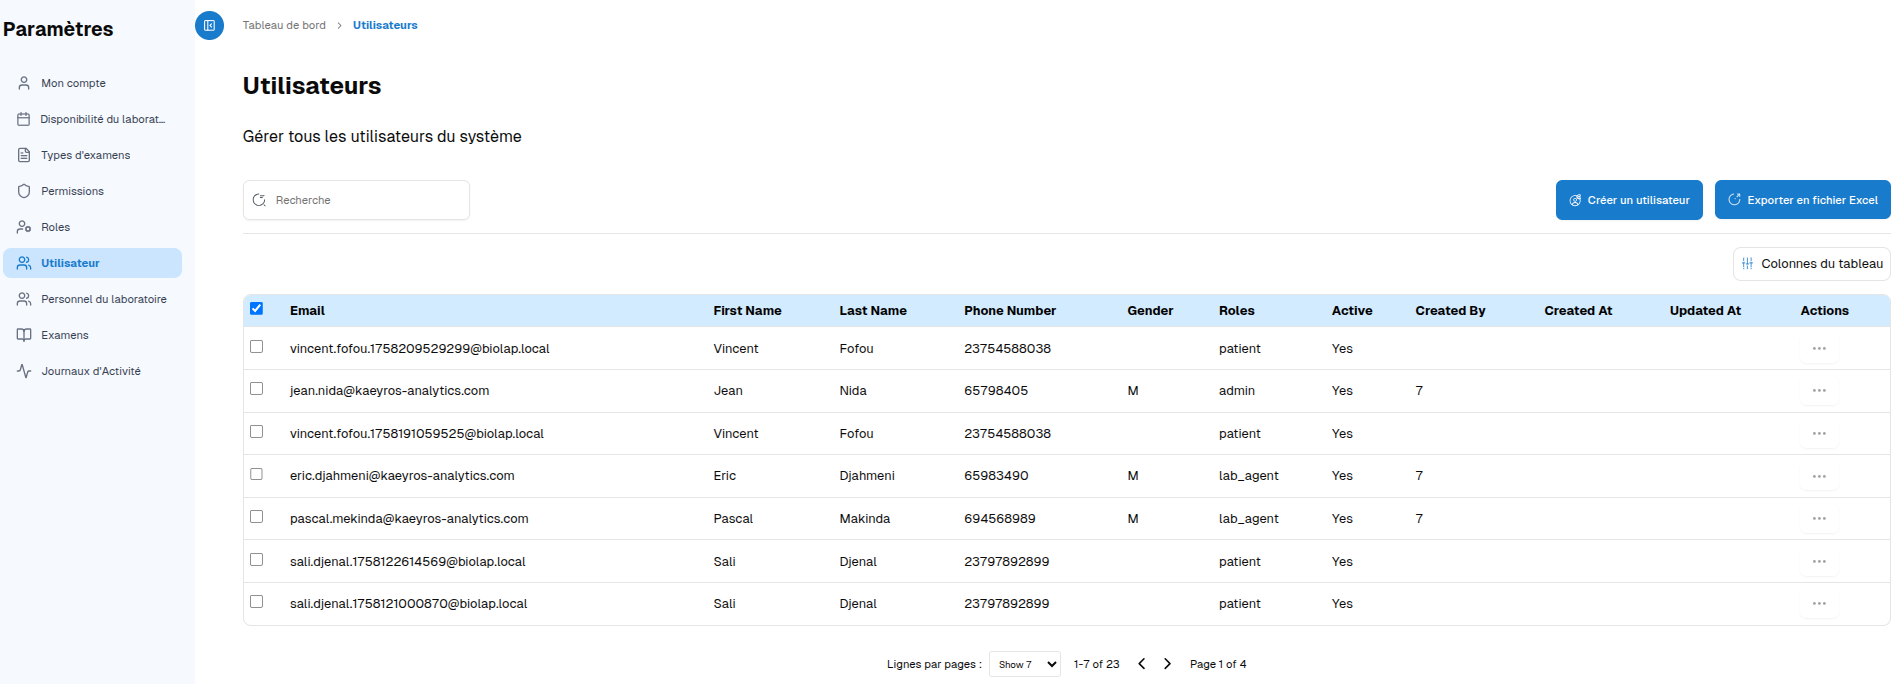 Paramètres
Mon compte
Disponibilité du laborat...
Types d'examens
Permissions
Roles
Utilisateur
Personnel du laboratoire
Examens
Journaux d'Activité
Tableau de bord > Utilisateurs
Utilisateurs
Gérer tous les utilisateurs du système
Recherche
Créer un utilisateur
Exporter en fichier Excel
Colonnes du tableau
Email First Name Last Name Phone Number Gender Roles Active Created By Created At Updated At Actions
vincent.fofou.1758209529299@biolap.local Vincent Fofou 23754588038 patient Yes ...
jean.nida@kaeyros-analytics.com Jean Nida 65798405 M admin Yes 7 ...
vincent.fofou.1758191059525@biolap.local Vincent Fofou 23754588038 patient Yes ...
eric.djahmeni@kaeyros-analytics.com Eric Djahmeni 65983490 M lab_agent Yes 7 ...
pascal.mekinda@kaeyros-analytics.com Pascal Makinda 694568989 M lab_agent Yes 7 ...
sali.djenal.1758122614569@biolap.local Sali Djenal 23797892899 patient Yes ...
sali.djenal.1758121000870@biolap.local Sali Djenal 23797892899 patient Yes ...
Lignes par pages : Show 7 1-7 of 23 Page 1 of 4